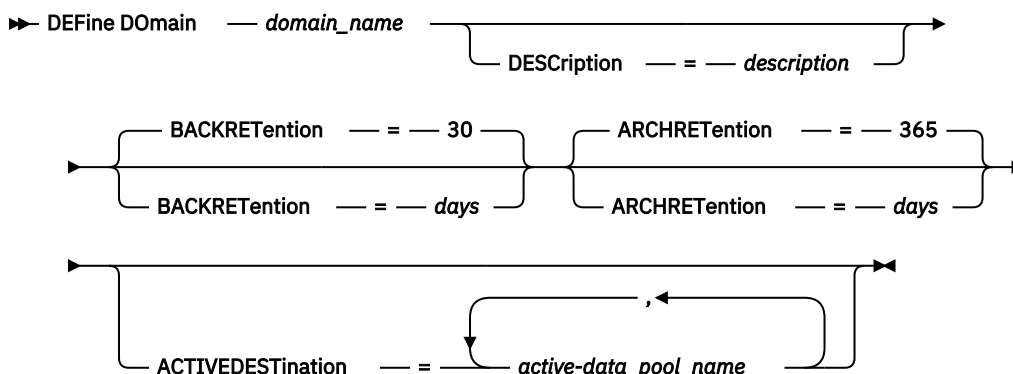 DEFine DOmain — domain_name
DESCription — = — description
BACKRETention — = — 30
ARCHRETention — = — 365
BACKRETention — = — days
ARCHRETention — = — days
,
ACTIVEDESTination — = — active-data_pool_name